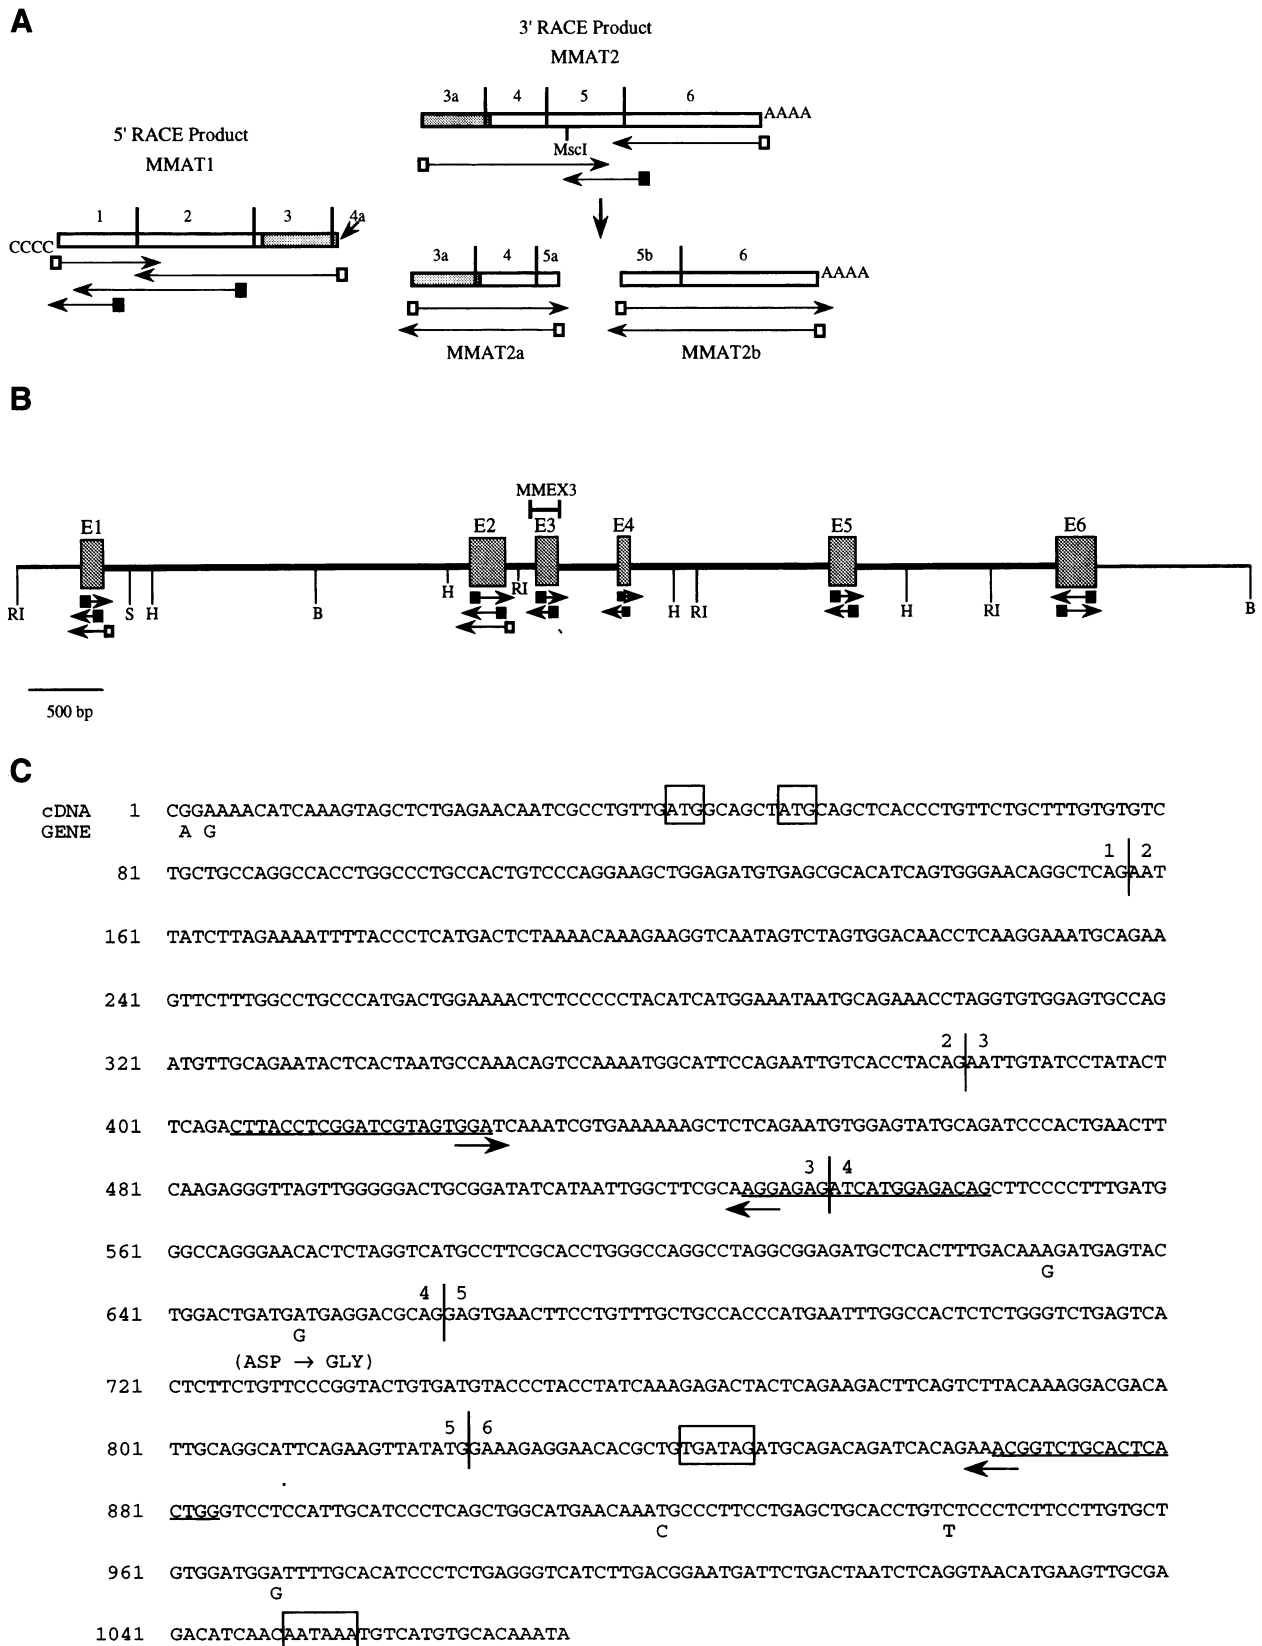 A
3' RACE Product
MMAT2
3a 4 5 6
AAAA
MscI
5' RACE Product
MMAT1
1 2 3 4a
CCCC
3a 4 5a 5b 6
AAAA
MMAT2a MMAT2b
B
MMEX3
E1 E2 E3 E4 E5 E6
RI S H B H RI H RI H RI B
500 bp
C
cDNA 1 CGGAAAACATCAAAGTAGCTCTGAGAACAATCGCCTGTTGATGGCAGCTATGCAGCTCACCCTGTTCTGCTTTGTGTGTC
GENE A G
1 2
81 TGCTGCCAGGCCACCTGGCCCTGCCACTGTCCCAGGAAGCTGGAGATGTGAGCGCACATCAGTGGGAACAGGCTCAGAAT
161 TATCTTAGAAAATTTTACCCTCATGACTCTAAAACAAAGAAGGTCAATAGTCTAGTGGACAACCTCAAGGAAATGCAGAA
241 GTTCTTTGGCCTGCCCATGACTGGAAAACTCTCCCCCTACATCATGGAAATAATGCAGAAACCTAGGTGTGGAGTGCCAG
2 3
321 ATGTTGCAGAATACTCACTAATGCCAAACAGTCCAAAATGGCATTCCAGAATTGTCACCTACAGAATTGTATCCTATACT
401 TCAGACTTACCTCGGATCGTAGTGGATCAAATCGTGAAAAAAGCTCTCAGAATGTGGAGTATGCAGATCCCACTGAACTT
3 4
481 CAAGAGGGTTAGTTGGGGGACTGCGGATATCATAATTGGCTTCGCAAGGAGAGATCATGGAGACAGCTTCCCCTTTGATG
561 GGCCAGGGAACACTCTAGGTCATGCCTTCGCACCTGGGCCAGGCCTAGGCGGAGATGCTCACTTTGACAAAGATGAGTAC
G
4 5
641 TGGACTGATGATGAGGACGCAGGAGTGAACTTCCTGTTTGCTGCCACCCATGAATTTGGCCACTCTCTGGGTCTGAGTCA
G
(ASP → GLY)
721 CTCTTCTGTTCCCGGTACTGTGATGTACCCTACCTATCAAAGAGACTACTCAGAAGACTTCAGTCTTACAAAGGACGACA
5 6
801 TTGCAGGCATTCAGAAGTTATATGGAAAGAGGAACACGCTGTGATAGATGCAGACAGATCACAGAAACGGTCTGCACTCA
881 CTGGGTCCTCCATTGCATCCCTCAGCTGGCATGAACAAATGCCCTTCCTGAGCTGCACCTGTCTCCCTCTTCCTTGTGCT
C T
961 GTGGATGGATTTTGCACATCCCTCTGAGGGTCATCTTGACGGAATGATTCTGACTAATCTCAGGTAACATGAAGTTGCGA
G
1041 GACATCAACAATAAATGTCATGTGCACAAATA